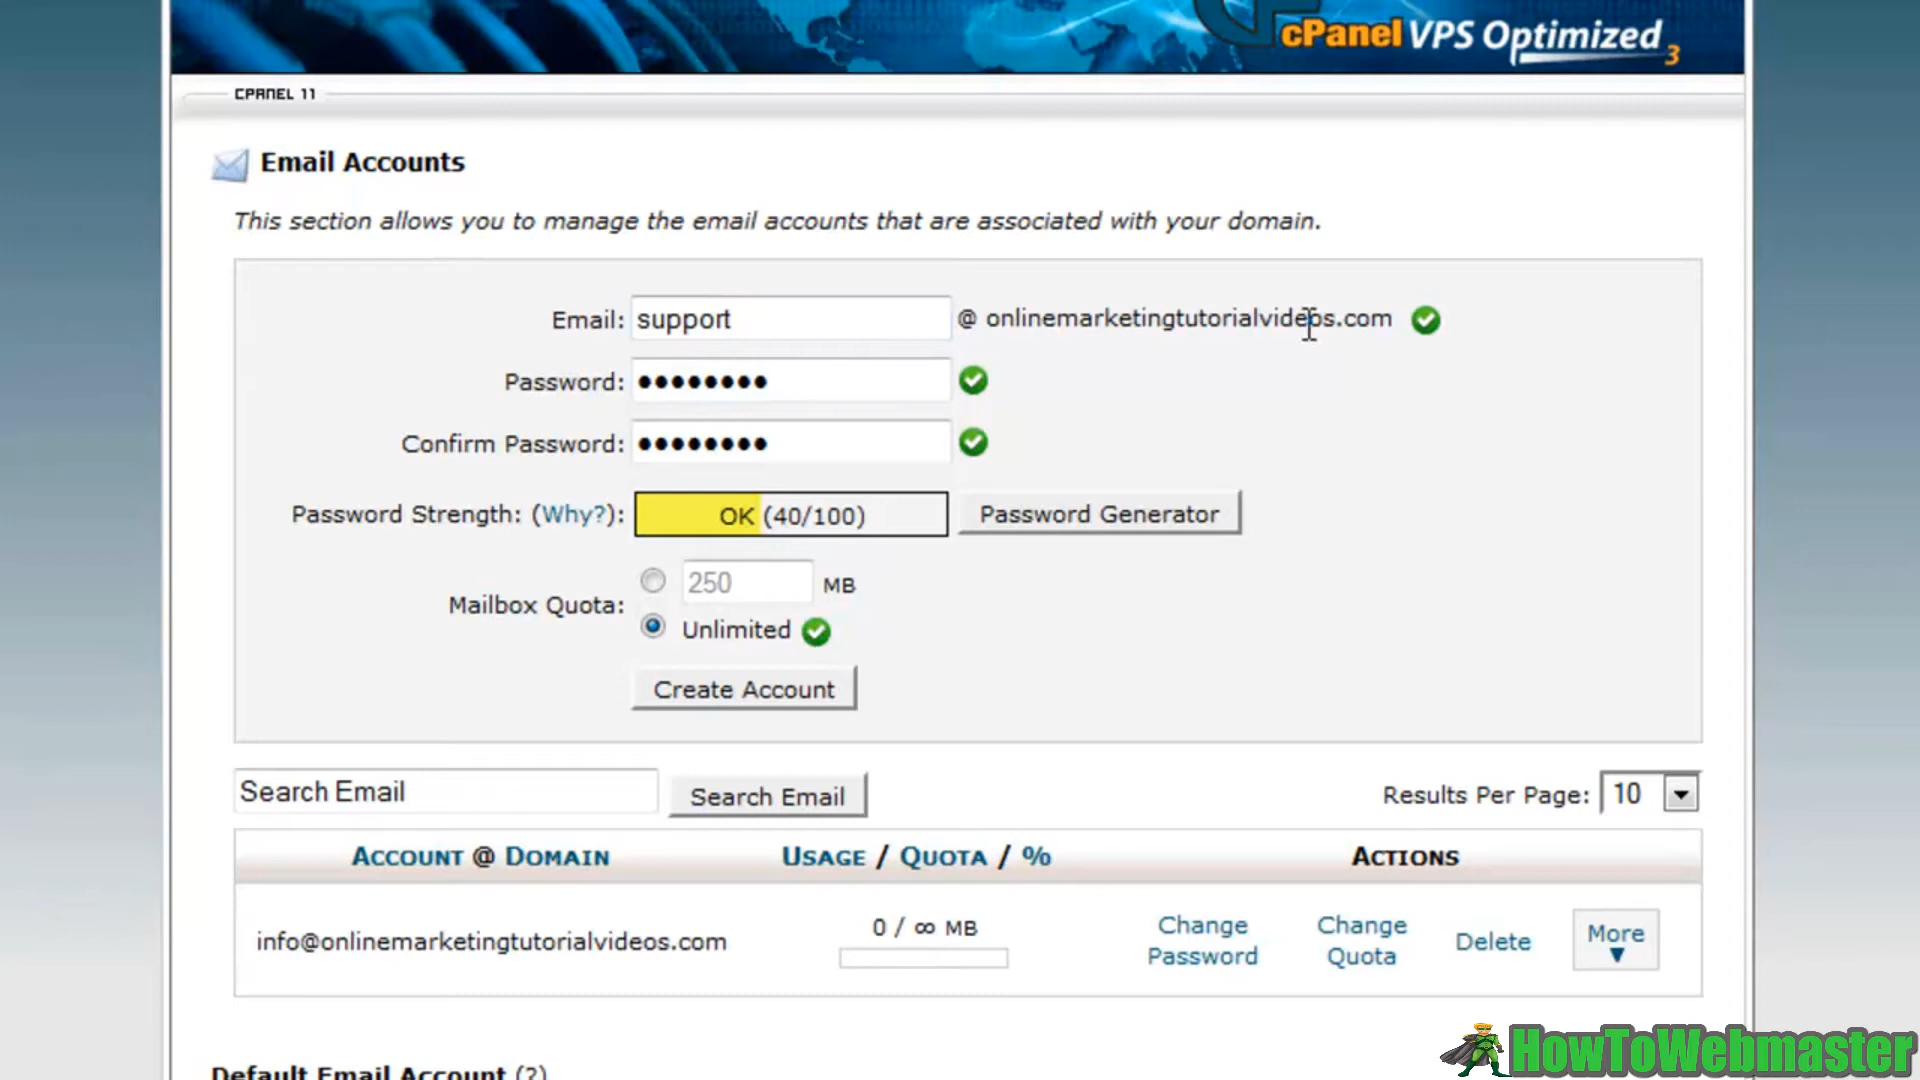 cPanel VPS Optimized 3
CPANEL 11
Email Accounts
This section allows you to manage the email accounts that are associated with your domain.
Email: support @ onlinemarketingtutorialvideos.com
Password: ●●●●●●●●
Confirm Password: ●●●●●●●●
Password Strength: (Why?): OK (40/100) Password Generator
Mailbox Quota: 250 MB
Unlimited
Create Account
Search Email Search Email Results Per Page: 10
ACCOUNT @ DOMAIN USAGE / QUOTA / % ACTIONS
info@onlinemarketingtutorialvideos.com 0 / ∞ MB Change Password Change Quota Delete More ▼
Default Email Account (?)
HowToWebmaster